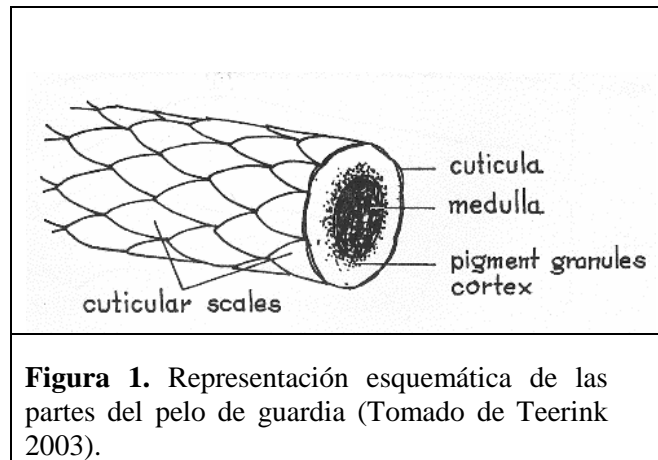 cuticula
medulla
pigment granules
cortex
cuticular scales
Figura 1. Representación esquemática de las
partes del pelo de guardia (Tomado de Teerink
2003).